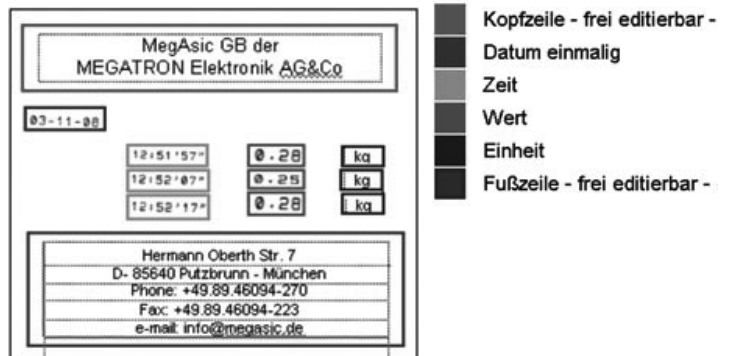 MegAsic GB der
MEGATRON Elektronik AG&Co
03-11-08
12:51'57" 0.28 kg
12:52'07" 0.25 kg
12:52'17" 0.28 kg
Hermann Oberth Str. 7
D- 85640 Putzbrunn - München
Phone: +49.89.46094-270
Fax: +49.89.46094-223
e-mail: info@megasic.de
Kopfzeile - frei editierbar -
Datum einmalig
Zeit
Wert
Einheit
Fußzeile - frei editierbar -